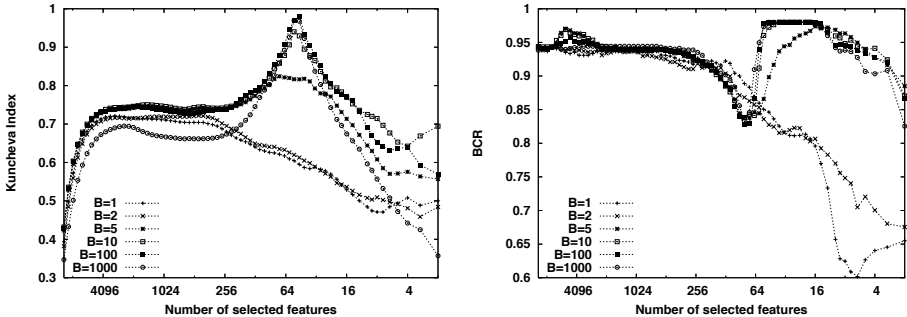 Kuncheva Index
1
0.9
0.8
0.7
0.6
0.5
0.4
0.3
B=1
B=2
B=5
B=10
B=100
B=1000
4096 1024 256 64 16 4
Number of selected features
BCR
1
0.95
0.9
0.85
0.8
0.75
0.7
0.65
0.6
B=1
B=2
B=5
B=10
B=100
B=1000
4096 1024 256 64 16 4
Number of selected features